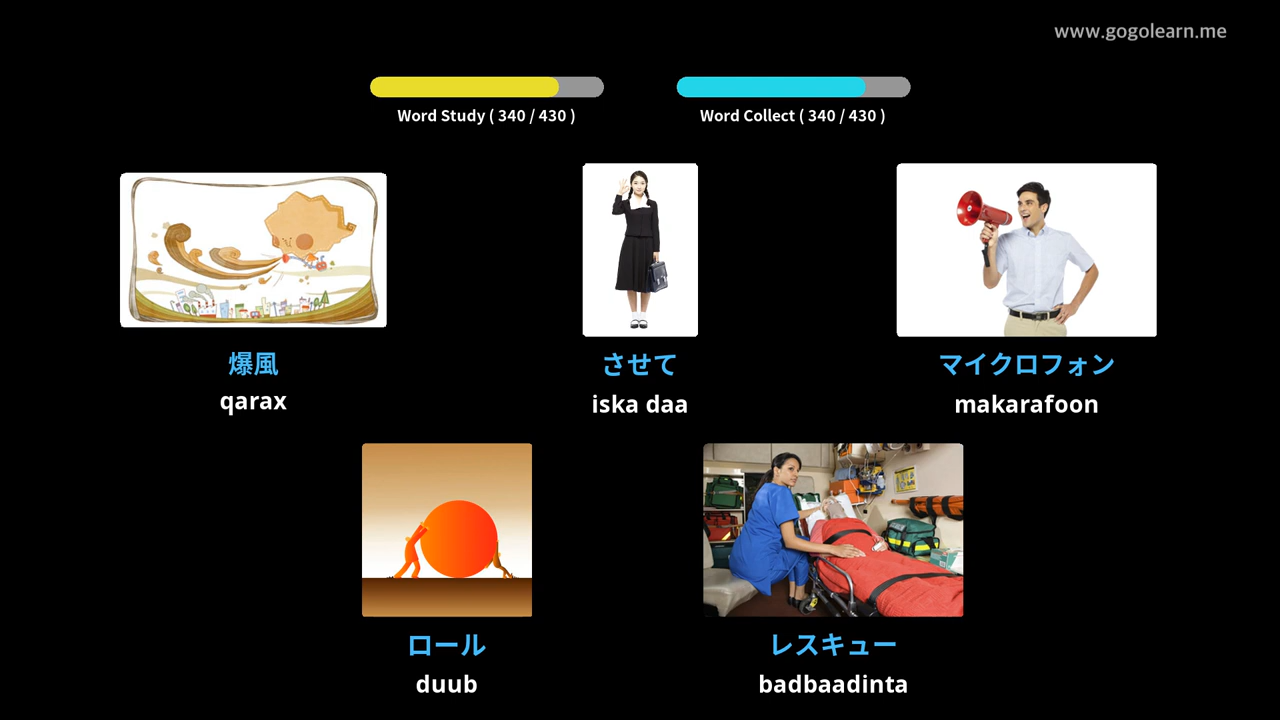 www.gogolearn.me
Word Study ( 340 / 430 )
Word Collect ( 340 / 430 )
爆風
qarax
させて
iska daa
マイクロフォン
makarafoon
ロール
duub
レスキュー
badbaadinta